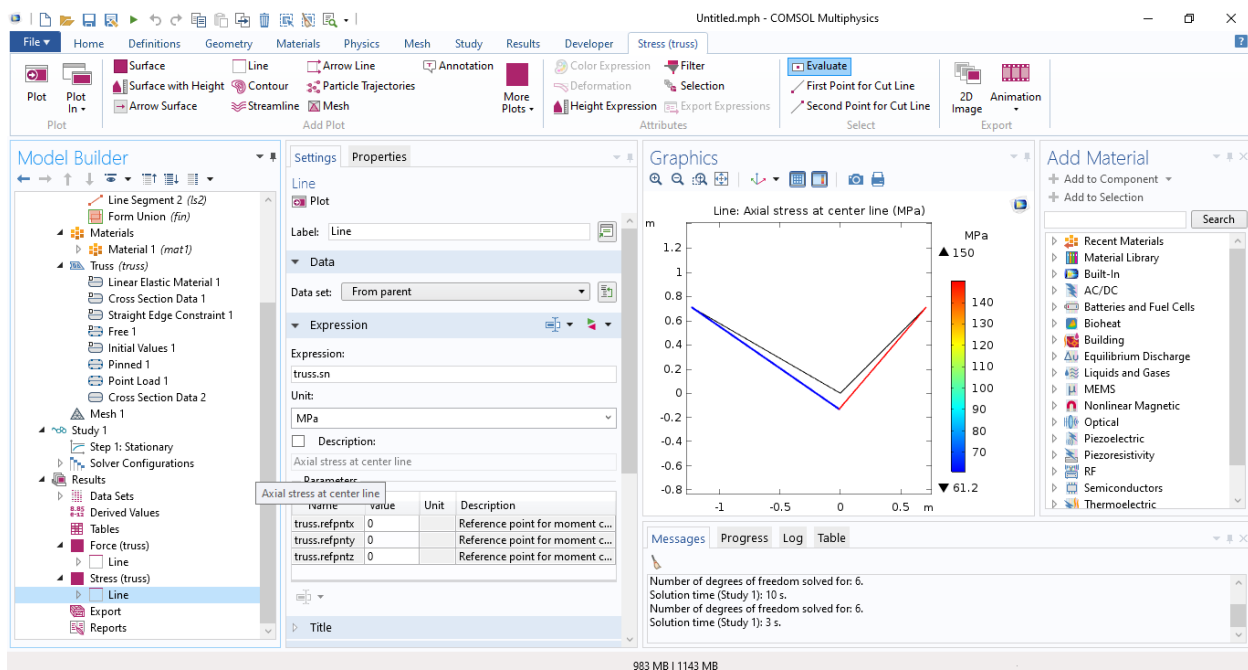 Untitled.mph - COMSOL Multiphysics
File Home Definitions Geometry Materials Physics Mesh Study Results Developer Stress (truss)
Plot
Plot In
Plot
Surface Line Arrow Line Annotation
Surface with Height Contour Particle Trajectories
Arrow Surface Streamline Mesh
More Plots
Add Plot
Color Expression Filter
Deformation Selection
Height Expression Export Expressions
Attributes
Evaluate
First Point for Cut Line
Second Point for Cut Line
Select
2D Image
Animation
Export
Model Builder
Line Segment 2 (ls2)
Form Union (fin)
Materials
Material 1 (mat1)
Truss (truss)
Linear Elastic Material 1
Cross Section Data 1
Straight Edge Constraint 1
Free 1
Initial Values 1
Pinned 1
Point Load 1
Cross Section Data 2
Mesh 1
Study 1
Step 1: Stationary
Solver Configurations
Results
Data Sets
8.85
e-12
Derived Values
Tables
Force (truss)
Line
Stress (truss)
Line
Export
Reports
Axial stress at center line
Settings Properties
Line
Plot
Label: Line
Data
Data set: From parent
Expression
Expression:
truss.sn
Unit:
MPa
Description:
Axial stress at center line
Parameters
Name Value Unit Description
truss.refpntx 0 Reference point for moment c...
truss.refpnty 0 Reference point for moment c...
truss.refpntz 0 Reference point for moment c...
Title
Graphics
Line: Axial stress at center line (MPa)
m
1.2
1
0.8
0.6
0.4
0.2
0
-0.2
-0.4
-0.6
-0.8
-1 -0.5 0 0.5 m
MPa
150
140
130
120
110
100
90
80
70
61.2
Messages Progress Log Table
Number of degrees of freedom solved for: 6.
Solution time (Study 1): 10 s.
Number of degrees of freedom solved for: 6.
Solution time (Study 1): 3 s.
Add Material
Add to Component
Add to Selection
Search
Recent Materials
Material Library
Built-In
AC/DC
Batteries and Fuel Cells
Bioheat
Building
Equilibrium Discharge
Liquids and Gases
MEMS
Nonlinear Magnetic
Optical
Piezoelectric
Piezoresistivity
RF
Semiconductors
Thermoelectric
983 MB | 1143 MB